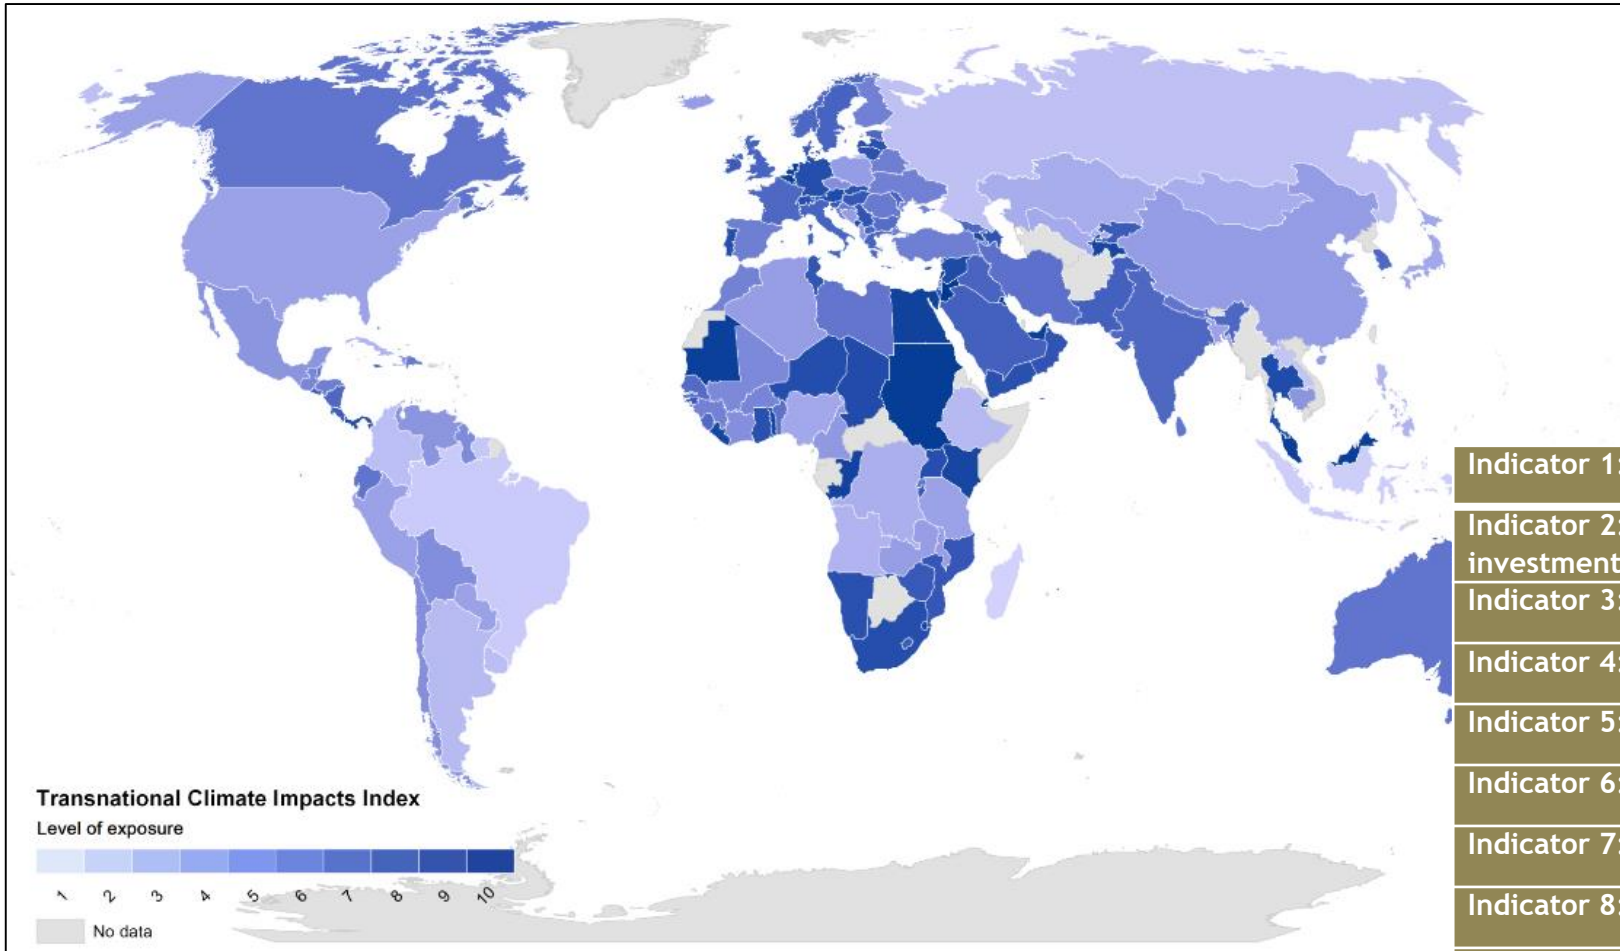 Transnational Climate Impacts Index
Level of exposure
1 2 3 4 5 6 7 8 9 10
No data
Indicator 1:
Indicator 2:
investment
Indicator 3:
Indicator 4:
Indicator 5:
Indicator 6:
Indicator 7:
Indicator 8: